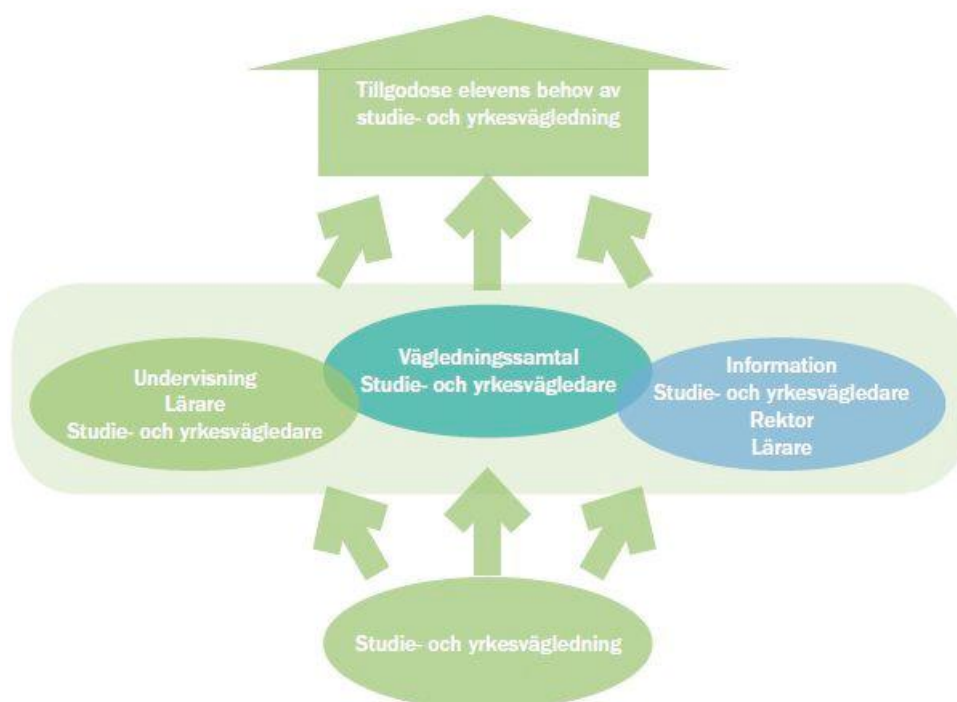 Tillgodose elevens behov av
studie- och yrkesvägledning
Undervisning
Lärare
Studie- och yrkesvägledare
Vägledningssamtal
Studie- och yrkesvägledare
Information
Studie- och yrkesvägledare
Rektor
Lärare
Studie- och yrkesvägledning